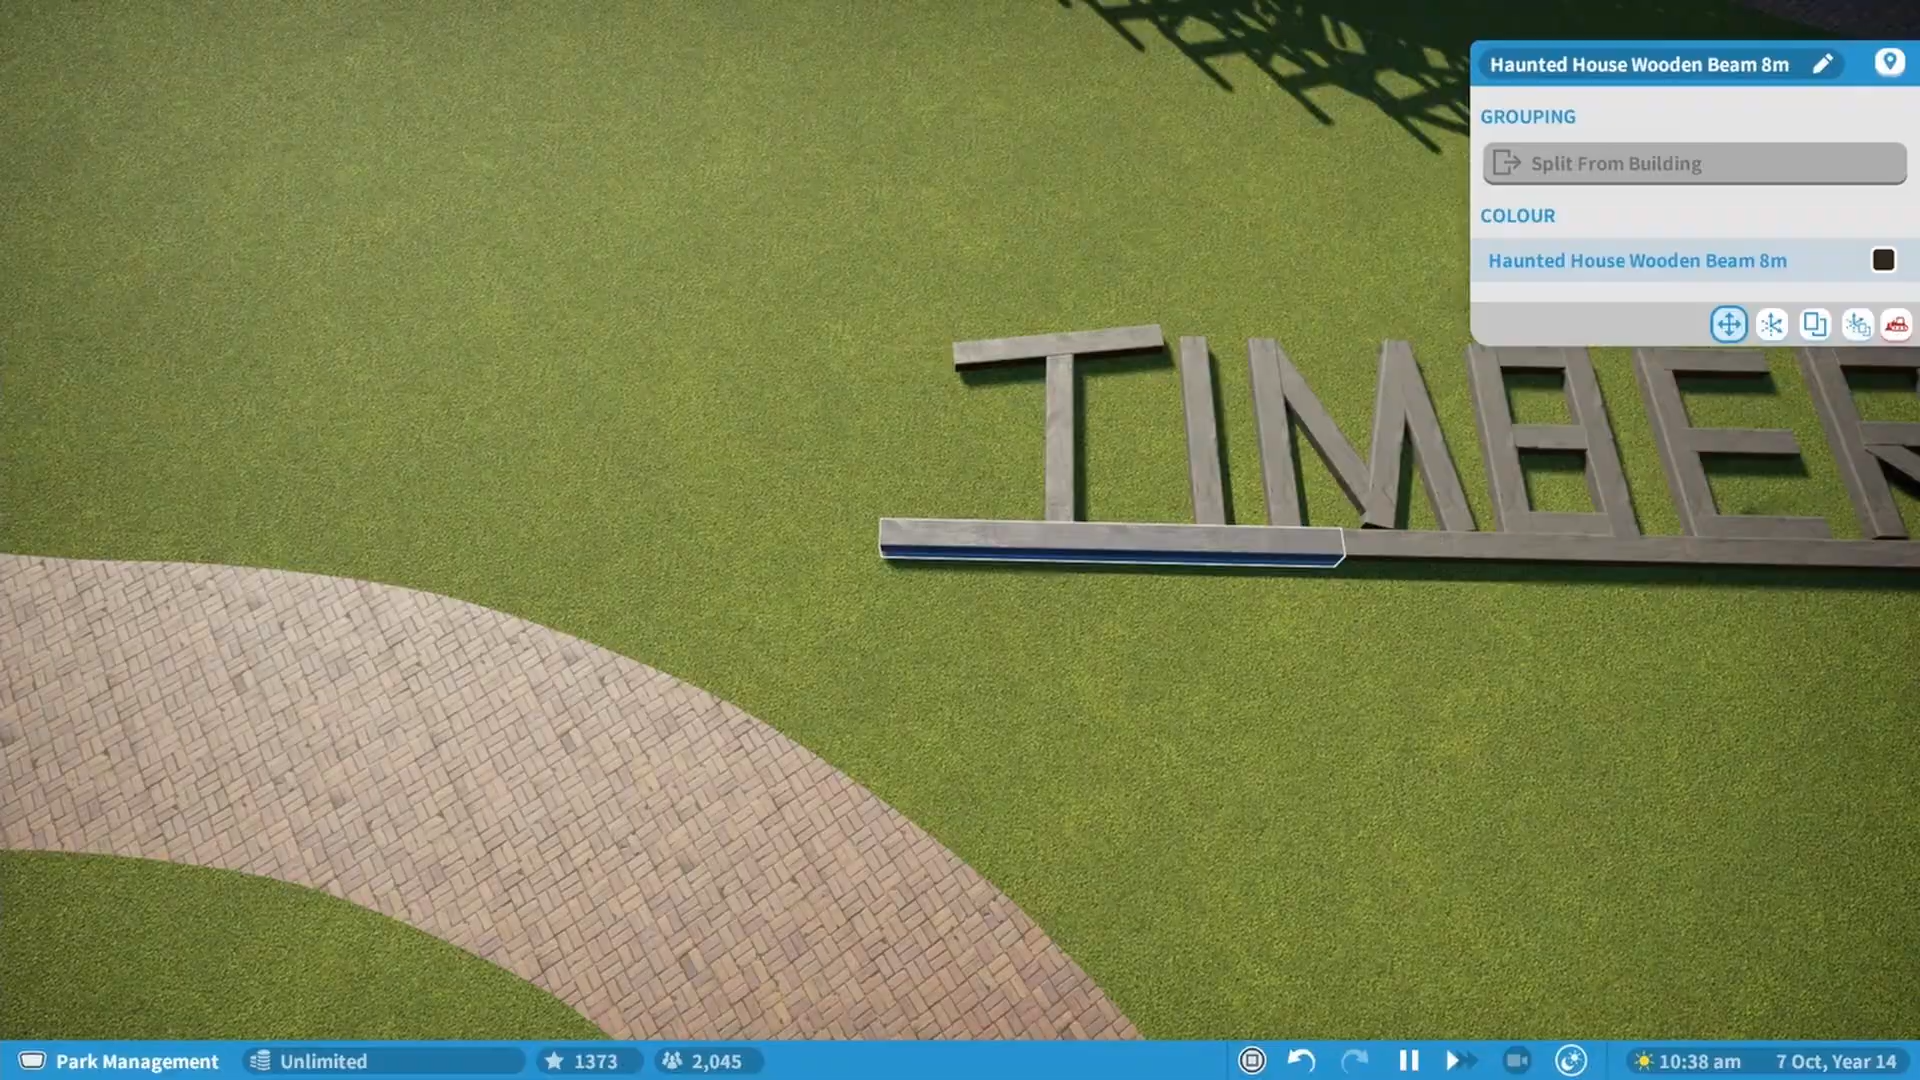 Haunted House Wooden Beam 8m
GROUPING
Split From Building
COLOUR
Haunted House Wooden Beam 8m
TIMBER
Park Management
Unlimited
1373
2,045
10:38 am
7 Oct, Year 14